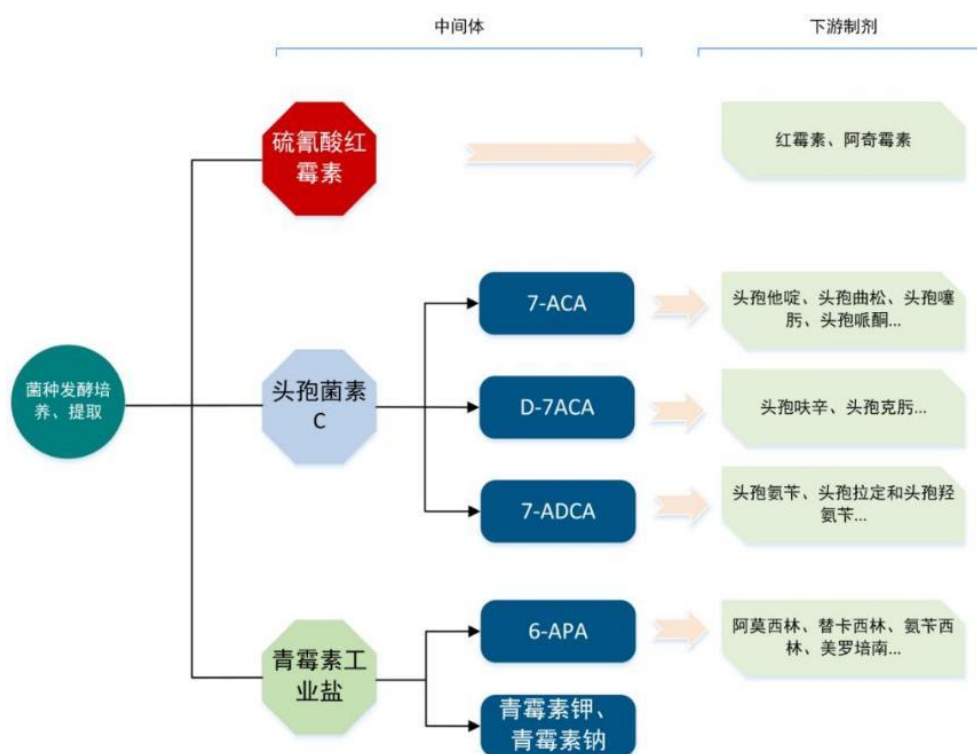 中间体
下游制剂
硫氰酸红
霉素
红霉素、阿奇霉素
7-ACA
头孢他啶、头孢曲松、头孢噻
肟、头孢哌酮...
菌种发酵培
养、提取
头孢菌素
C
D-7ACA
头孢呋辛、头孢克肟...
7-ADCA
头孢氨苄、头孢拉定和头孢羟
氨苄...
青霉素工
业盐
6-APA
阿莫西林、替卡西林、氨苄西
林、美罗培南...
青霉素钾、
青霉素钠